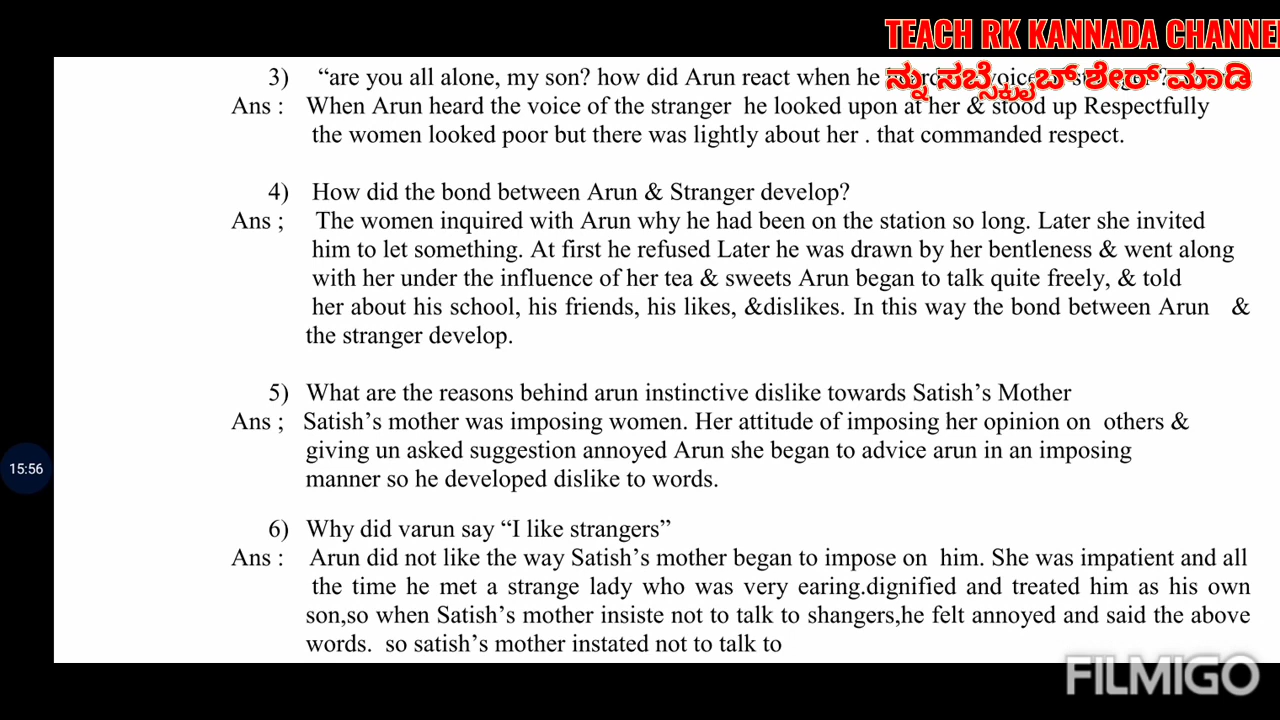 TEACH RK KANNADA CHANNE
ನ್ನು ಸಬ್ಸ್ಕ್ರೈಬ್ ಶೇರ್ ಮಾಡಿ
3) “are you all alone, my son? how did Arun react when he
Ans : When Arun heard the voice of the stranger he looked upon at her & stood up Respectfully
the women looked poor but there was lightly about her . that commanded respect.
4) How did the bond between Arun & Stranger develop?
Ans ; The women inquired with Arun why he had been on the station so long. Later she invited
him to let something. At first he refused Later he was drawn by her bentleness & went along
with her under the influence of her tea & sweets Arun began to talk quite freely, & told
her about his school, his friends, his likes, &dislikes. In this way the bond between Arun &
the stranger develop.
5) What are the reasons behind arun instinctive dislike towards Satish’s Mother
Ans ; Satish’s mother was imposing women. Her attitude of imposing her opinion on others &
giving un asked suggestion annoyed Arun she began to advice arun in an imposing
manner so he developed dislike to words.
15:56
6) Why did varun say “I like strangers”
Ans : Arun did not like the way Satish’s mother began to impose on him. She was impatient and all
the time he met a strange lady who was very earing.dignified and treated him as his own
son,so when Satish’s mother insiste not to talk to shangers,he felt annoyed and said the above
words. so satish’s mother instated not to talk to
FILMIGO